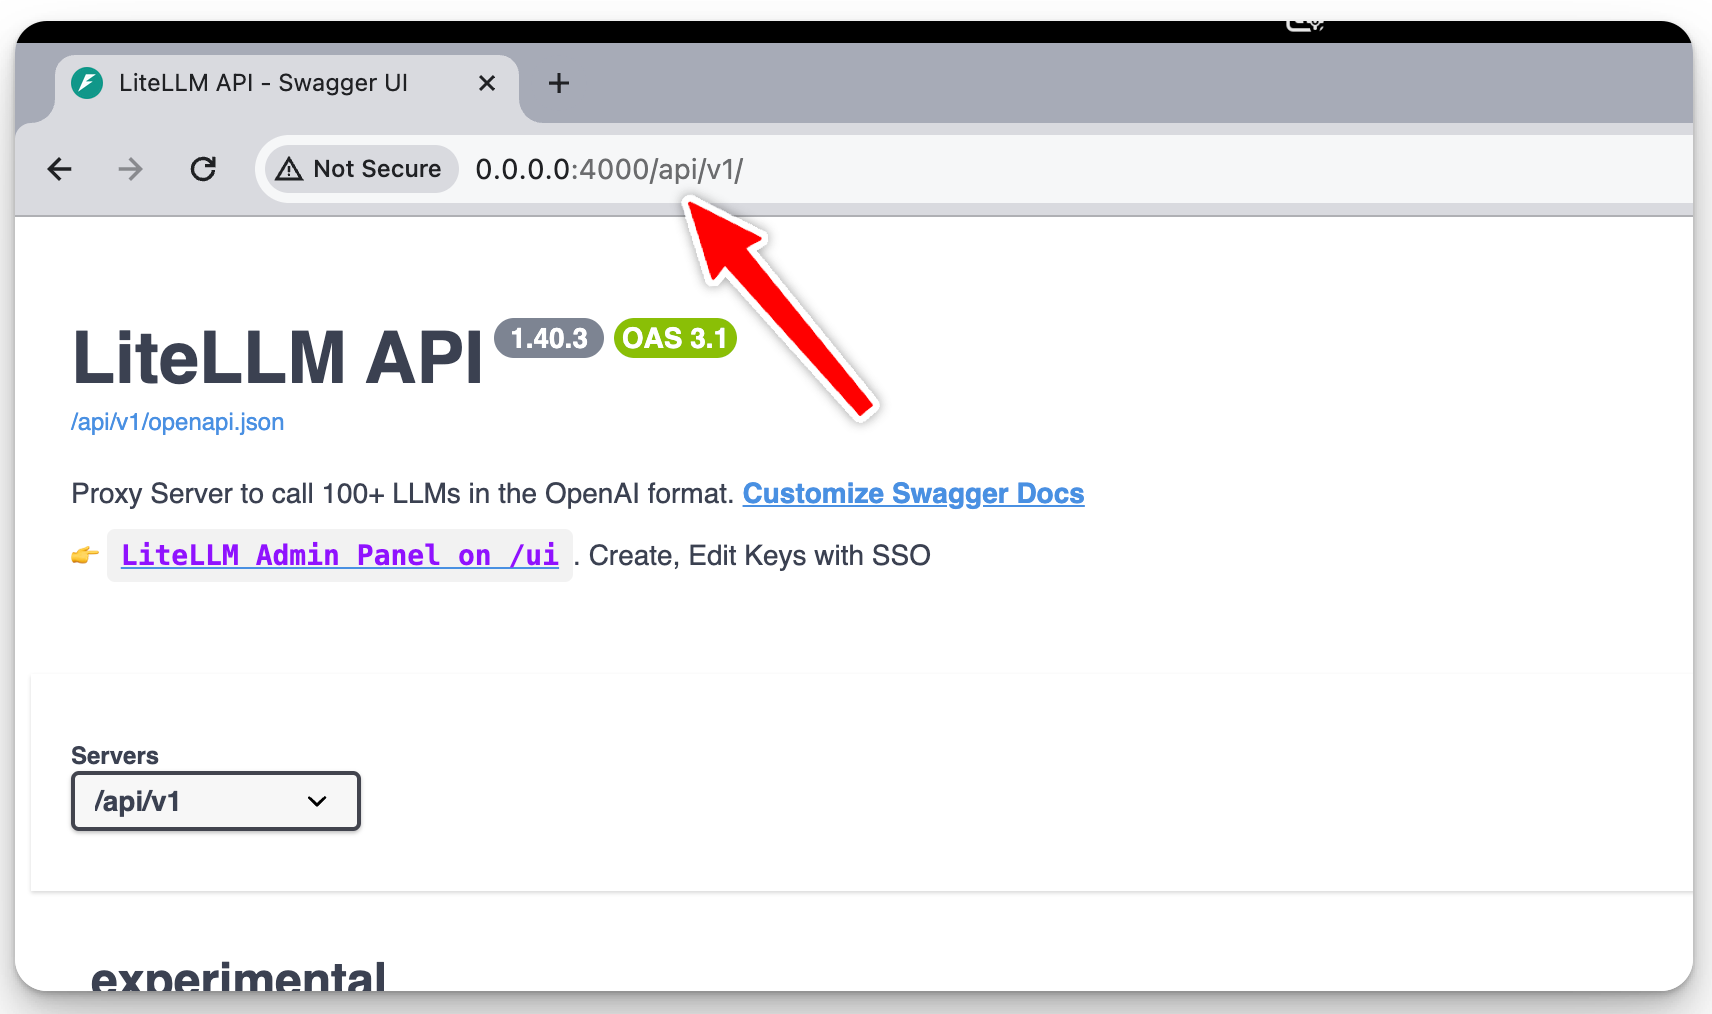 LiteLLM API - Swagger UI
Not Secure 0.0.0.0:4000/api/v1/
LiteLLM API 1.40.3 OAS 3.1
/api/v1/openapi.json
Proxy Server to call 100+ LLMs in the OpenAI format. Customize Swagger Docs
👉 LiteLLM Admin Panel on /ui . Create, Edit Keys with SSO
Servers
/api/v1
experimental